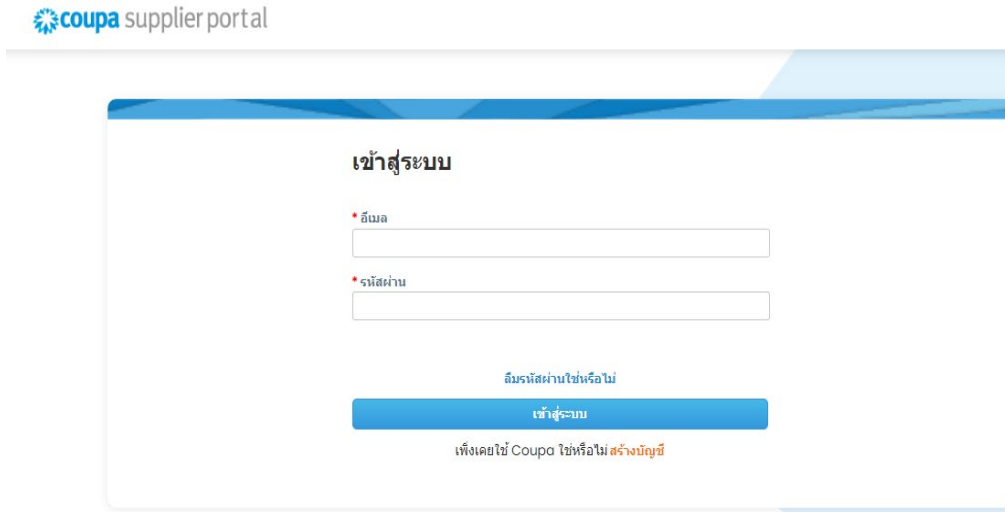 coupa supplier portal
เข้าสู่ระบบ
* อีเมล
* รหัสผ่าน
ลืมรหัสผ่านใช่หรือไม่
เข้าสู่ระบบ
เพิ่งเคยใช้ Coupa ใช่หรือไม่ สร้างบัญชี